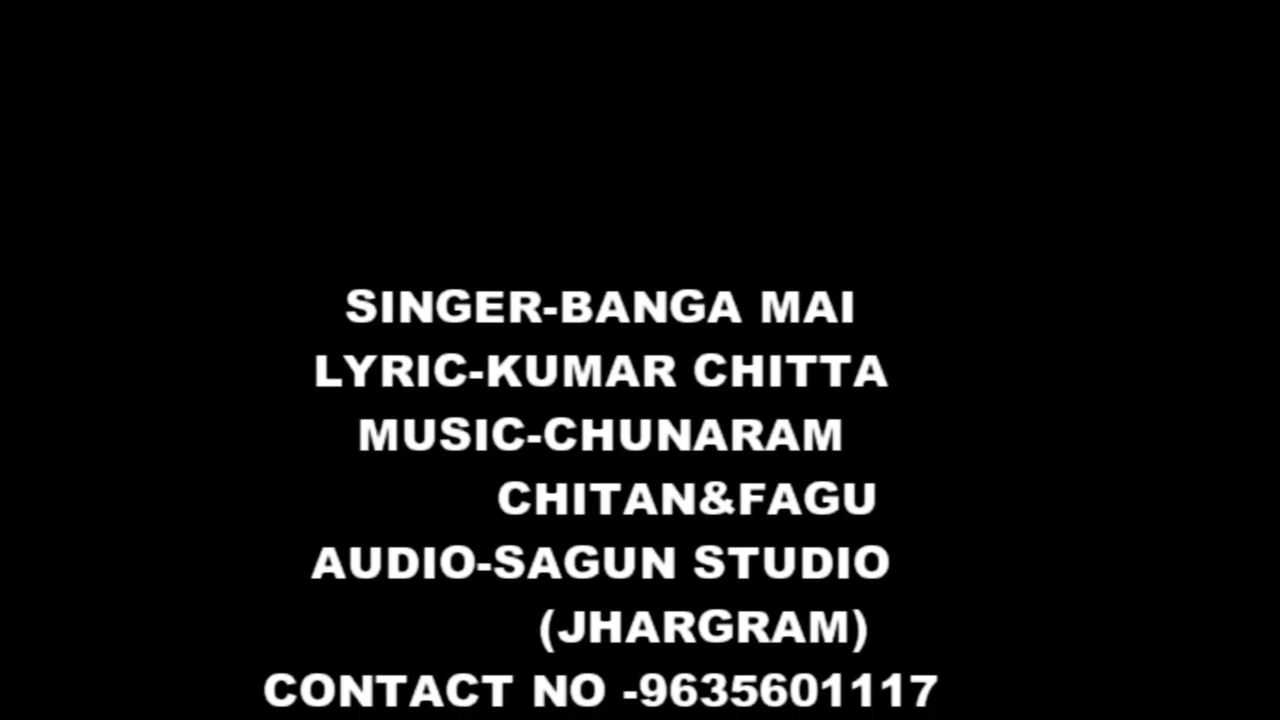 SINGER-BANGA MAI
LYRIC-KUMAR CHITTA
MUSIC-CHUNARAM
CHITAN&FAGU
AUDIO-SAGUN STUDIO
(JHARGRAM)
CONTACT NO -9635601117